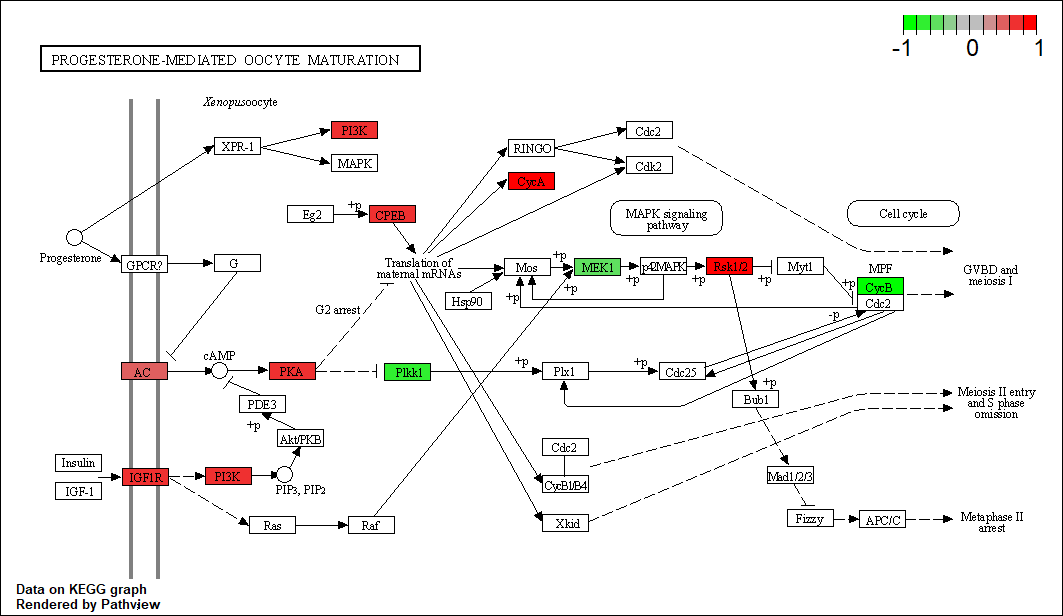 -1 0 1
PROGESTERONE-MEDIATED OOCYTE MATURATION
Xenopusoocyte
PI3K
XPR-1
MAPK
RINGO
Cdc2
Cdk2
CycA
Eg2
+p
CPEB
MAPK signaling
pathway
Cell cycle
Progesterone
GPCR?
G
Translation of
maternal mRNAs
Mos
+p
MEK1
+p
p42MAPK
+p
Rsk1/2
+p
Myt1
+p
MPF
CycB
Cdc2
GVBD and
meiosis I
Hsp90
+p
+p
-p
G2 arrest
cAMP
AC
PKA
Plkk1
+p
Plx1
+p
Cdc25
PDE3
+p
Akt/PKB
+p
Bub1
Meiosis II entry
and S phase
omission
Insulin
IGF-1
IGF1R
PI3K
PIP3, PIP2
Cdc2
CycB1/B4
Mad1/2/3
Ras
Raf
Xkid
Fizzy
APC/C
Metaphase II
arrest
Data on KEGG graph
Rendered by Pathview